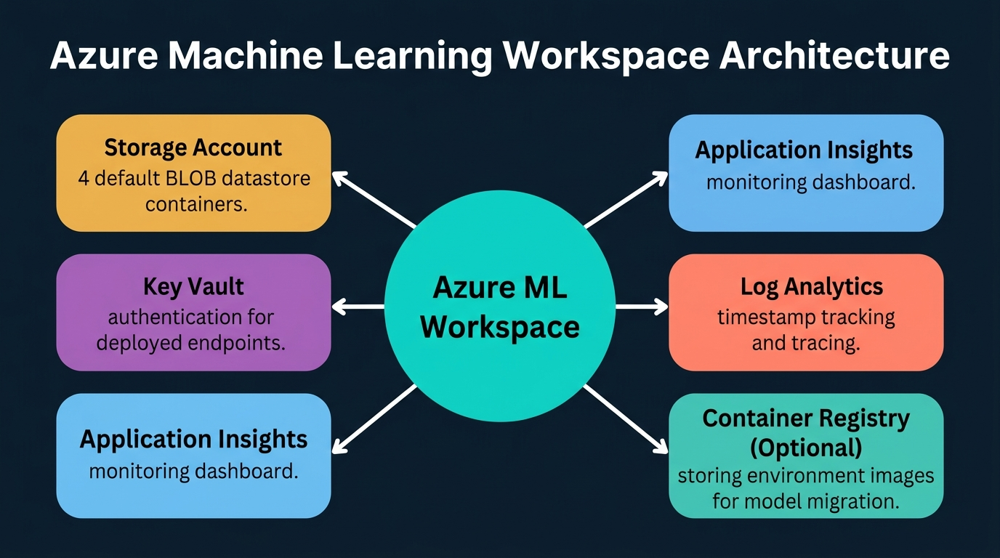 Azure Machine Learning Workspace Architecture
Storage Account
4 default BLOB datastore
containers.
Key Vault
authentication for
deployed endpoints.
Application Insights
monitoring dashboard.
Azure ML
Workspace
Application Insights
monitoring dashboard.
Log Analytics
timestamp tracking
and tracing.
Container Registry
(Optional)
storing environment images
for model migration.